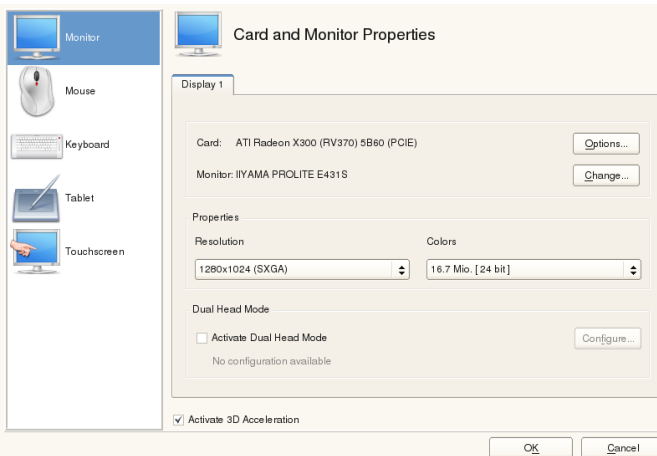 Monitor
Mouse
Keyboard
Tablet
Touchscreen
Card and Monitor Properties
Display 1
Card: ATI Radeon X300 (RV370) 5B60 (PCIE)
Options...
Monitor: IIYAMA PROLITE E431S
Change...
Properties
Resolution
Colors
1280x1024 (SXGA)
16.7 Mio. [ 24 bit ]
Dual Head Mode
Activate Dual Head Mode
Configure...
No configuration available
Activate 3D Acceleration
OK
Cancel